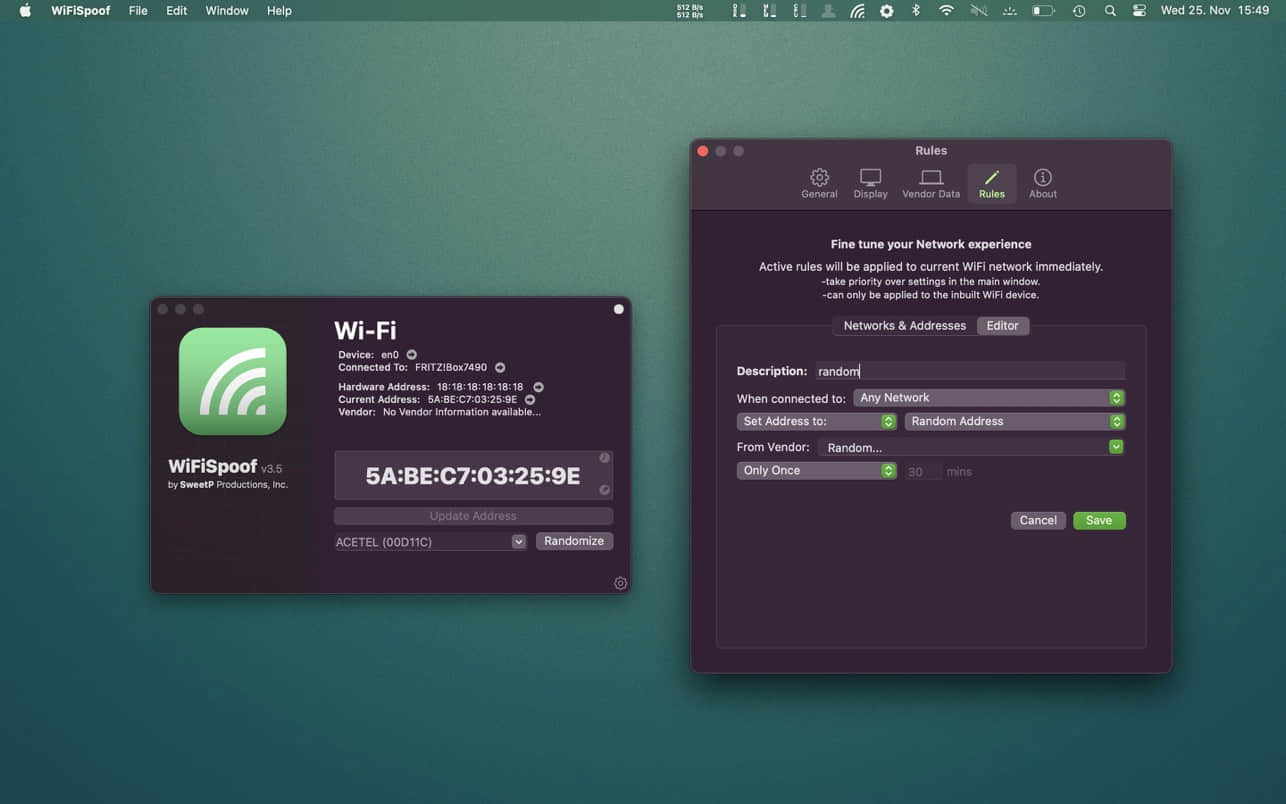 WiFiSpoof File Edit Window Help
512 B/s
512 B/s
Wed 25. Nov 15:49
Wi-Fi
Device: en0
Connected To: FRITZ!Box7490
Hardware Address: 18:18:18:18:18:18
Current Address: 5A:BE:C7:03:25:9E
Vendor: No Vendor Information available...
WiFiSpoof v3.5
by SweetP Productions, Inc.
5A:BE:C7:03:25:9E
Update Address
ACETEL (00D11C)
Randomize
Rules
General Display Vendor Data Rules About
Fine tune your Network experience
Active rules will be applied to current WiFi network immediately.
-take priority over settings in the main window.
-can only be applied to the inbuilt WiFi device.
Networks & Addresses Editor
Description: random
When connected to: Any Network
Set Address to: Random Address
From Vendor: Random...
Only Once 30 mins
Cancel Save